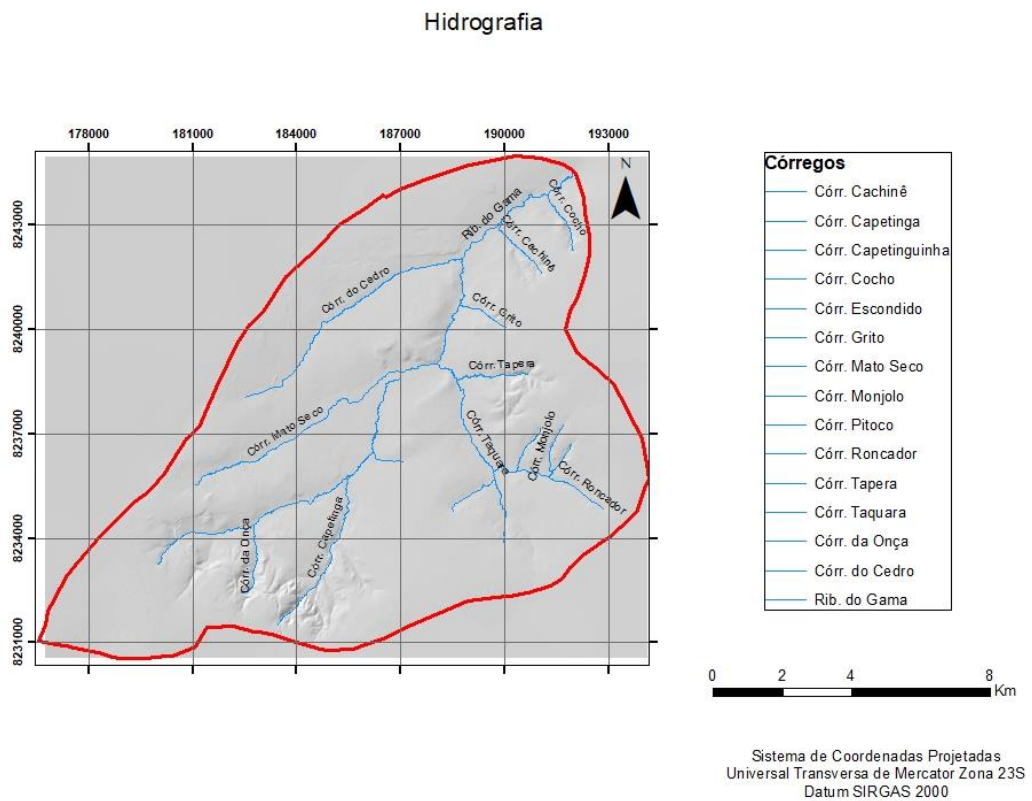 Hidrografia
178000 181000 184000 187000 190000 193000
N
8243000
8240000
8237000
8234000
8231000
Rib. do Gama
Córr. Cocho
Córr. Cachinê
Córr. do Cedro
Córr. Grito
Córr. Tapera
Córr. Mato Seco
Córr. Taquara
Córr. Monjolo
Córr. Roncador
Córr. da Onça
Córr. Capetinga
Córregos
Córr. Cachinê
Córr. Capetinga
Córr. Capetinguinha
Córr. Cocho
Córr. Escondido
Córr. Grito
Córr. Mato Seco
Córr. Monjolo
Córr. Pitoco
Córr. Roncador
Córr. Tapera
Córr. Taquara
Córr. da Onça
Córr. do Cedro
Rib. do Gama
0 2 4 8
Km
Sistema de Coordenadas Projetadas
Universal Transversa de Mercator Zona 23S
Datum SIRGAS 2000